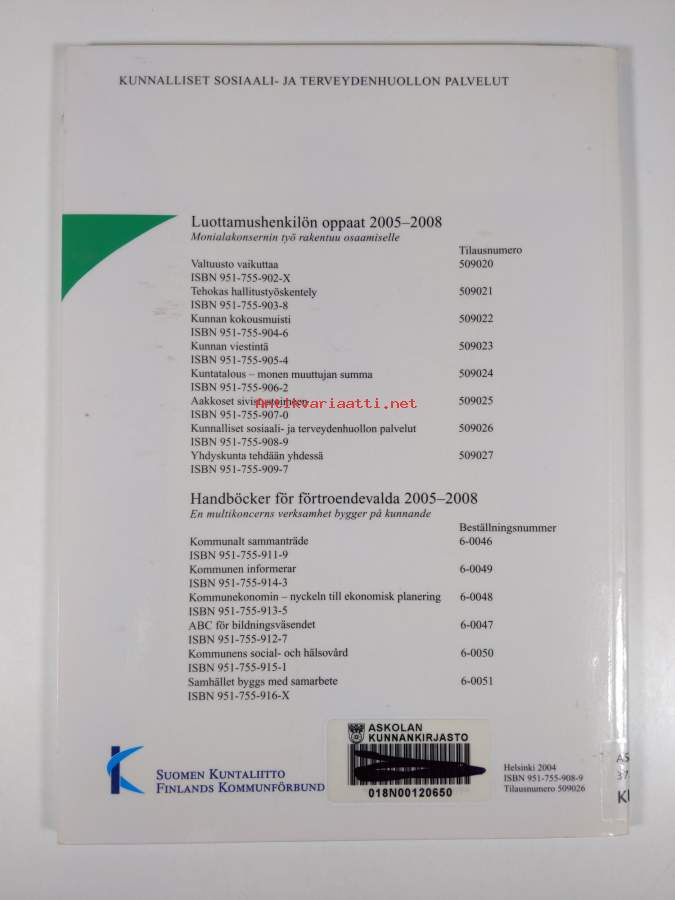 KUNNALLISET SOSIAALI- JA TERVEYDENHUOLLON PALVELUT
Luottamushenkilön oppaat 2005–2008
Monialakonsernin työ rakentuu osaamiselle
Tilausnumero
Valtuusto vaikuttaa 509020
ISBN 951-755-902-X
Tehokas hallitustyöskentely 509021
ISBN 951-755-903-8
Kunnan kokousmuisti 509022
ISBN 951-755-904-6
Kunnan viestintä 509023
ISBN 951-755-905-4
Kuntatalous – monen muuttujan summa 509024
ISBN 951-755-906-2
antikvariaatti.net
Aakkoset sivistystoimeen 509025
ISBN 951-755-907-0
Kunnalliset sosiaali- ja terveydenhuollon palvelut 509026
ISBN 951-755-908-9
Yhdyskunta tehdään yhdessä 509027
ISBN 951-755-909-7
Handböcker för förtroendevalda 2005–2008
En multikoncerns verksamhet bygger på kunnande
Beställningsnummer
Kommunalt sammanträde 6-0046
ISBN 951-755-911-9
Kommunen informerar 6-0049
ISBN 951-755-914-3
Kommunekonomin – nyckeln till ekonomisk planering 6-0048
ISBN 951-755-913-5
ABC för bildningsväsendet 6-0047
ISBN 951-755-912-7
Kommunens social- och hälsovård 6-0050
ISBN 951-755-915-1
Samhället byggs med samarbete 6-0051
ISBN 951-755-916-X
SUOMEN KUNTALIITTO
FINLANDS KOMMUNFÖRBUND
ASKOLAN
KUNNANKIRJASTO
018N00120650
Helsinki 2004
ISBN 951-755-908-9
Tilausnumero 509026
AS
37